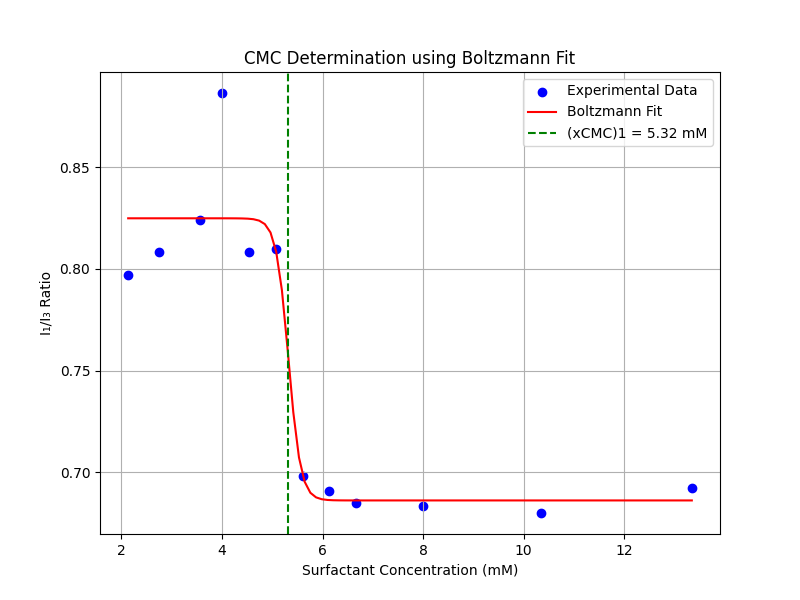 CMC Determination using Boltzmann Fit
Experimental Data
Boltzmann Fit
(xCMC)1 = 5.32 mM
I₁/I₃ Ratio
0.85
0.80
0.75
0.70
2 4 6 8 10 12
Surfactant Concentration (mM)